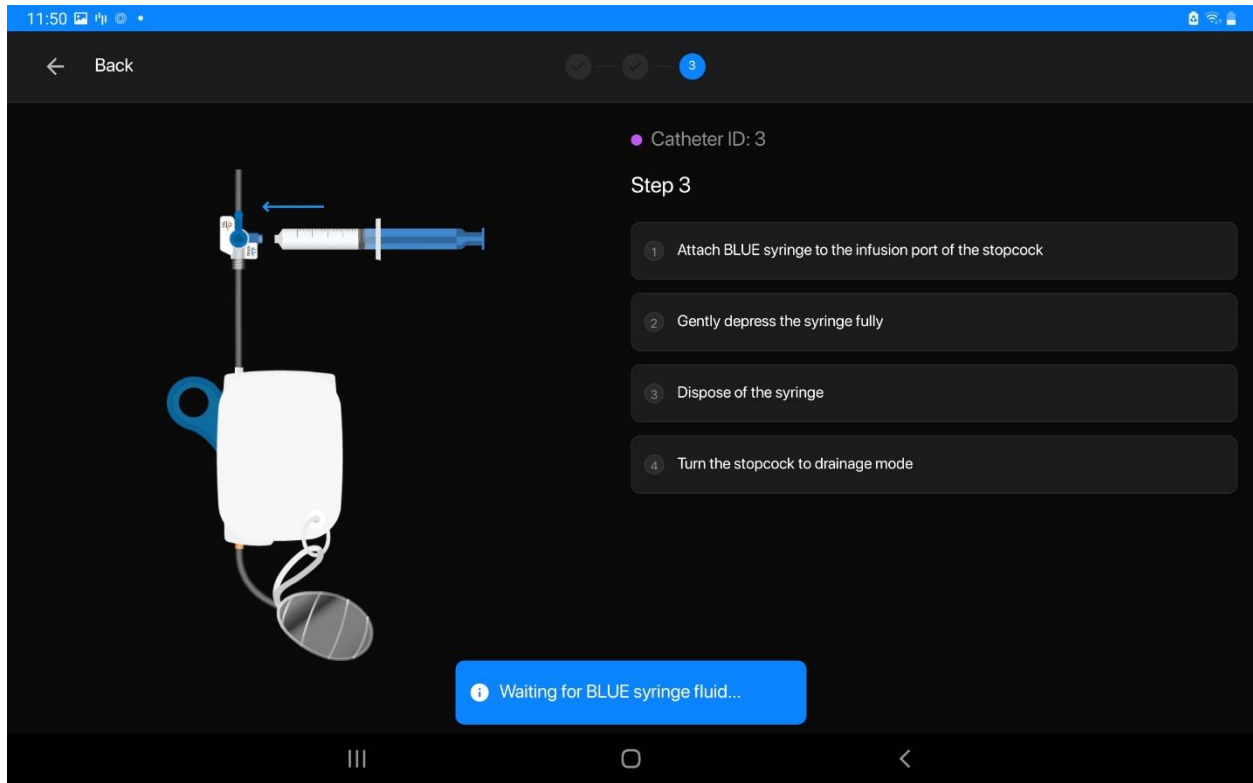 11:50
Back
3
Catheter ID: 3
Step 3
1 Attach BLUE syringe to the infusion port of the stopcock
2 Gently depress the syringe fully
3 Dispose of the syringe
4 Turn the stopcock to drainage mode
Waiting for BLUE syringe fluid...